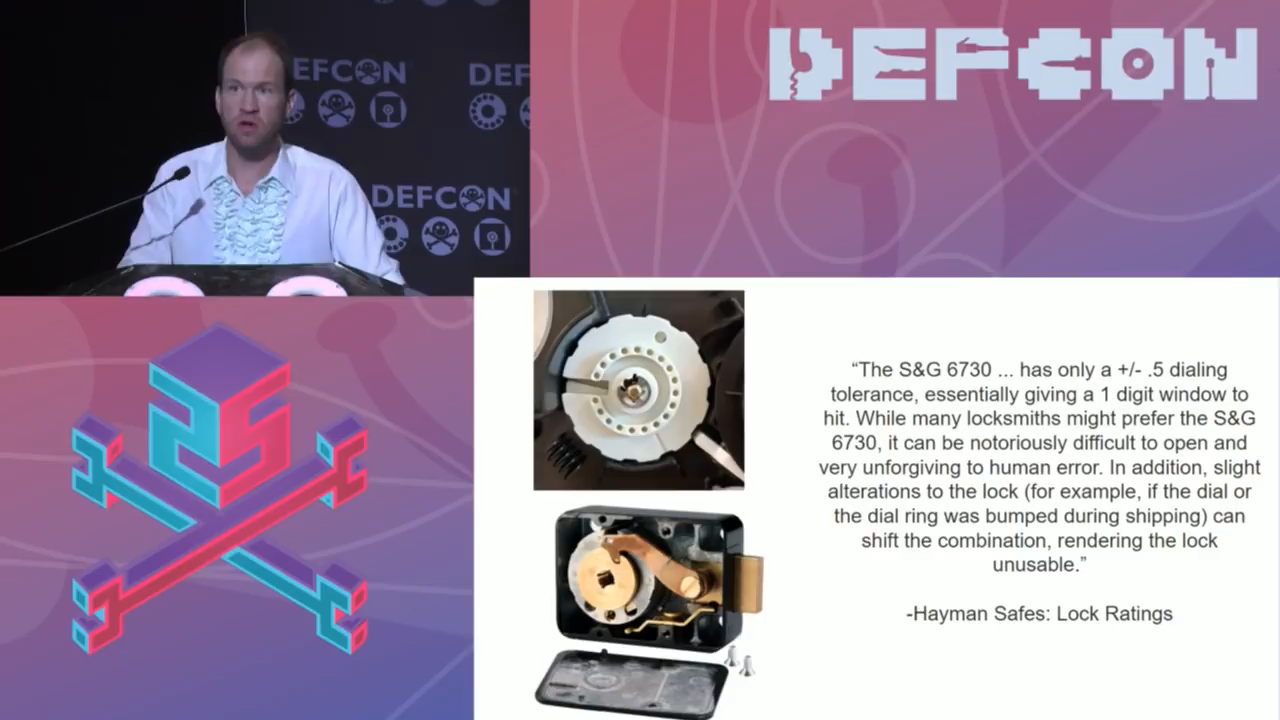 EFCON
DEF
DEFCON
DEFCON
“The S&G 6730 ... has only a +/- .5 dialing
tolerance, essentially giving a 1 digit window to
hit. While many locksmiths might prefer the S&G
6730, it can be notoriously difficult to open and
very unforgiving to human error. In addition, slight
alterations to the lock (for example, if the dial or
the dial ring was bumped during shipping) can
shift the combination, rendering the lock
unusable.”
-Hayman Safes: Lock Ratings